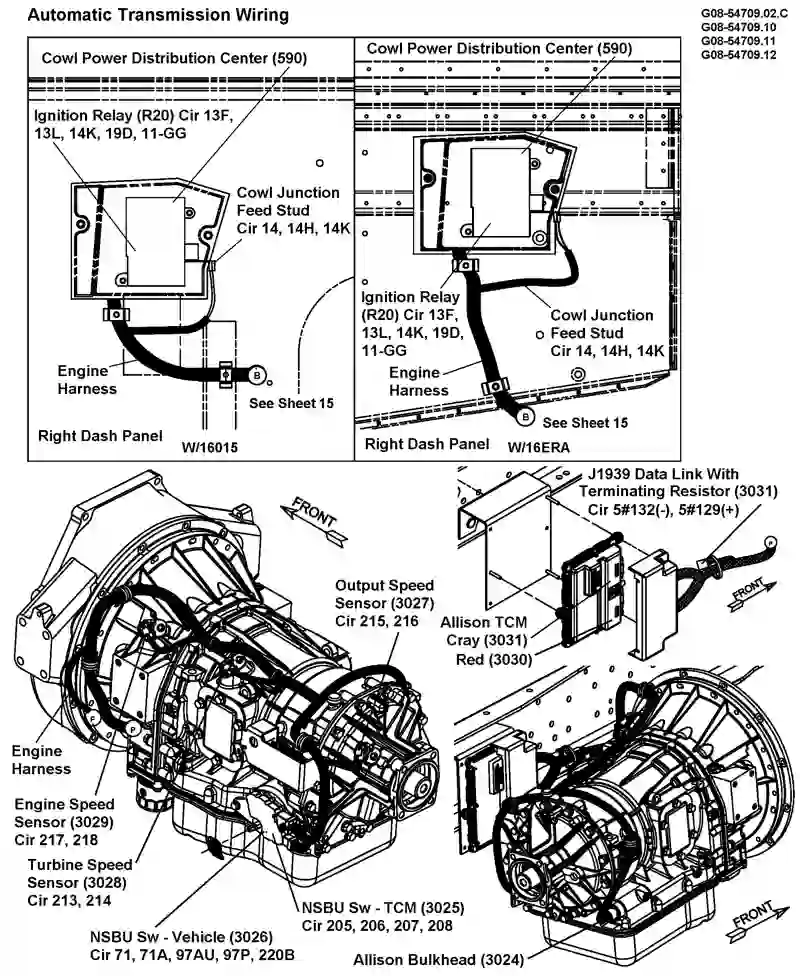 Automatic Transmission Wiring
G08-54709.02,C
G08-54709.10
G08-54709.11
G08-54709.12
Cowl Power Distribution Center (590)
Ignition Relay (R20) Cir 13F,
13L, 14K, 19D, 11-GG
Cowl Junction
Feed Stud
Cir 14, 14H, 14K
Engine
Harness
B
See Sheet 15
Right Dash Panel
W/16015
Cowl Power Distribution Center (590)
Ignition Relay
(R20) Cir 13F,
13L, 14K, 19D,
11-GG
Cowl Junction
Feed Stud
Cir 14, 14H, 14K
Engine
Harness
B
See Sheet 15
Right Dash Panel
W/16ERA
J1939 Data Link With
Terminating Resistor (3031)
Cir 5#132(-), 5#129(+)
FRONT
Allison TCM
Cray (3031)
Red (3030)
FRONT
Output Speed
Sensor (3027)
Cir 215, 216
F
F
Engine
Harness
Engine Speed
Sensor (3029)
Cir 217, 218
Turbine Speed
Sensor (3028)
Cir 213, 214
NSBU Sw - TCM (3025)
Cir 205, 206, 207, 208
NSBU Sw - Vehicle (3026)
Cir 71, 71A, 97AU, 97P, 220B
FRONT
Allison Bulkhead (3024)